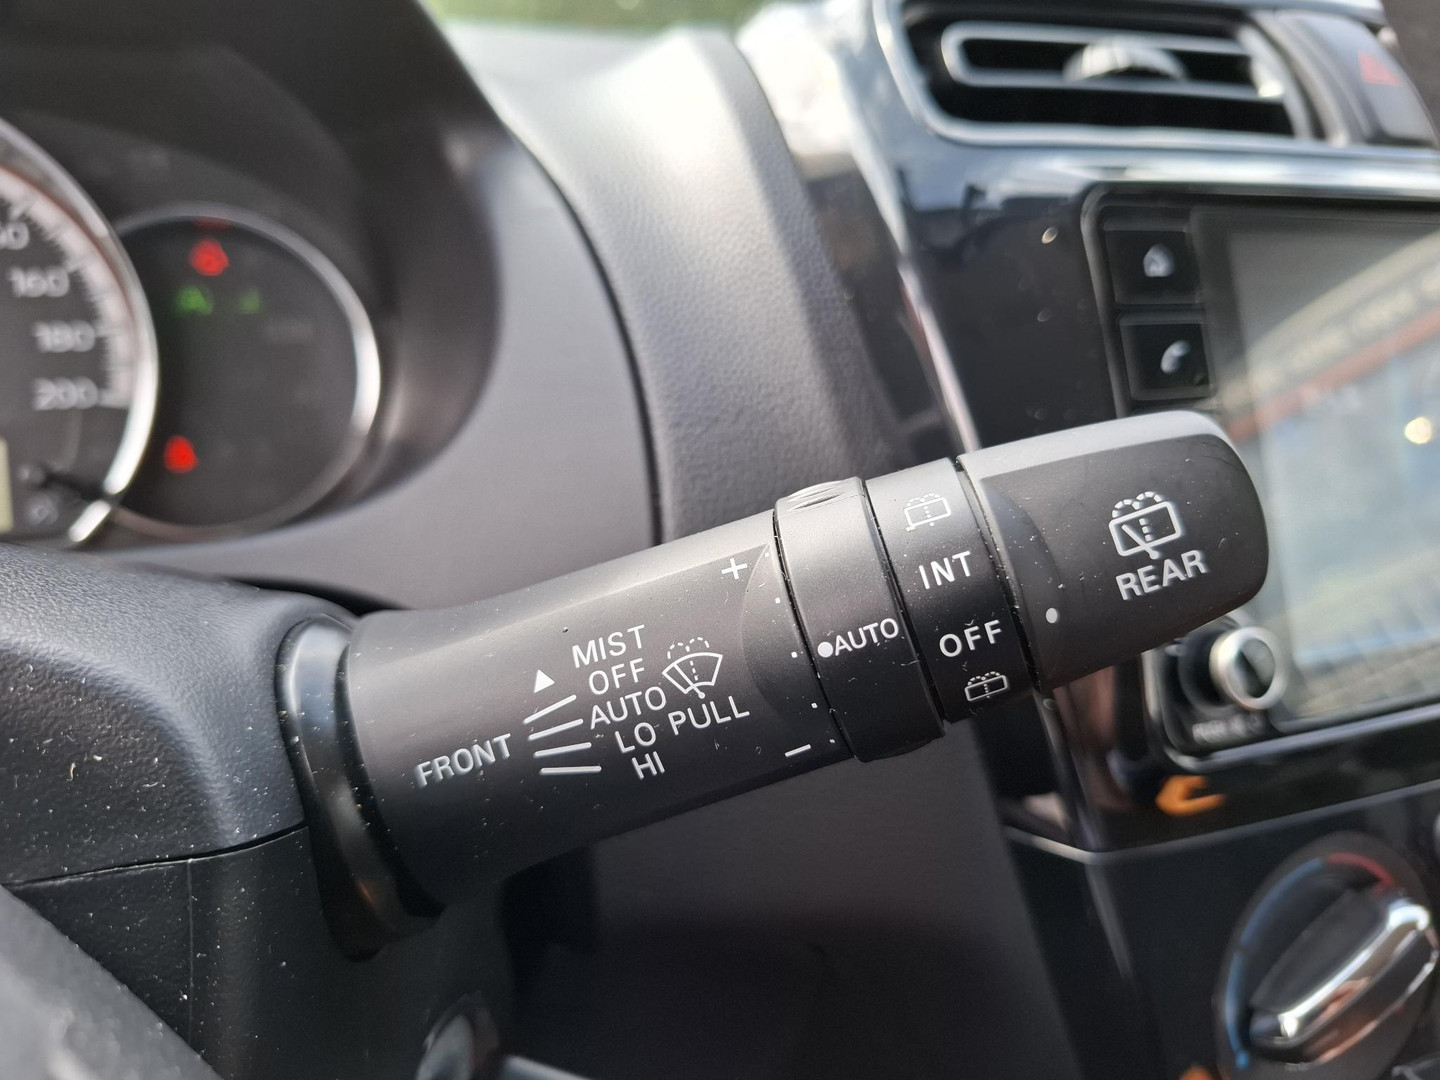 160
180
200
MIST
OFF
AUTO
LO
HI
FRONT
PULL
+
−
●AUTO
INT
OFF
REAR